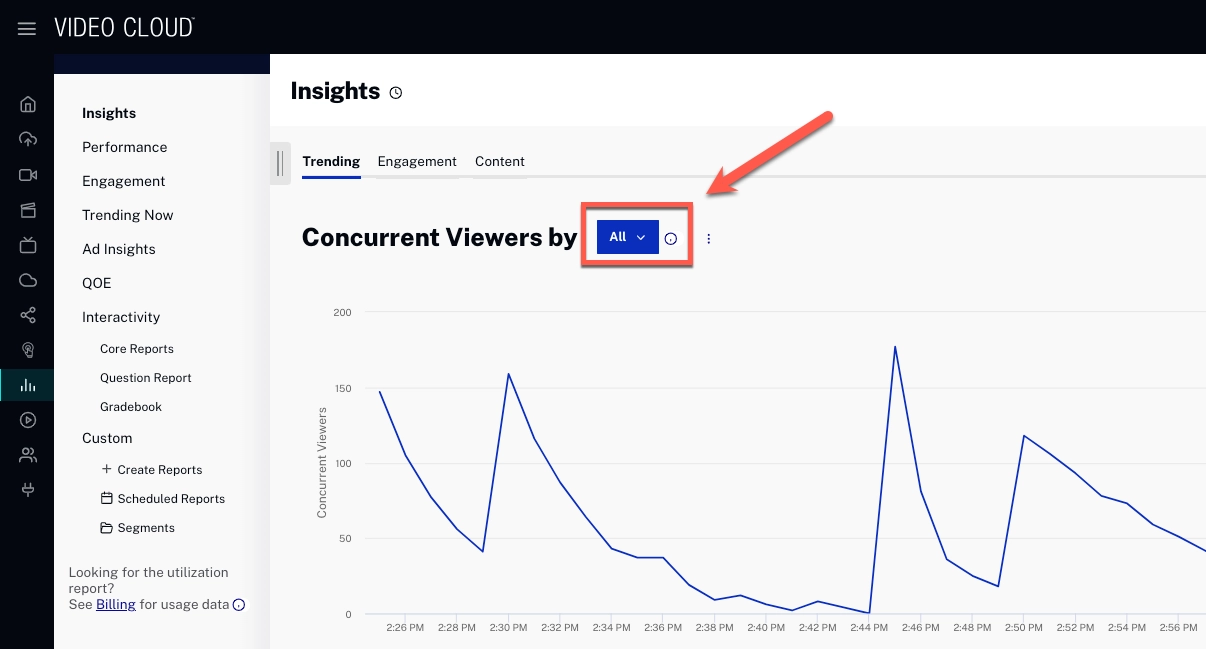 VIDEO CLOUD™
Insights
Performance
Engagement
Trending Now
Ad Insights
QOE
Interactivity
Core Reports
Question Report
Gradebook
Custom
Create Reports
Scheduled Reports
Segments
Looking for the utilization
report?
See Billing for usage data
Insights
Trending Engagement Content
Concurrent Viewers by All
Concurrent Viewers
200
150
100
50
0
2:26 PM 2:28 PM 2:30 PM 2:32 PM 2:34 PM 2:36 PM 2:38 PM 2:40 PM 2:42 PM 2:44 PM 2:46 PM 2:48 PM 2:50 PM 2:52 PM 2:54 PM 2:56 PM